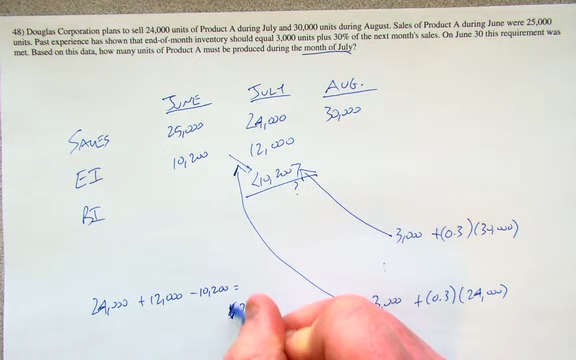 48) Douglas Corporation plans to sell 24,000 units of Product A during July and 30,000 units during August. Sales of Product A during June were 25,000
units. Past experience has shown that end-of-month inventory should equal 3,000 units plus 30% of the next month's sales. On June 30 this requirement was
met. Based on this data, how many units of Product A must be produced during the month of July?
JUNE JULY AUG.
SALES 25,000 24,000 30,000
EI 10,200 12,000
BI <10,200>
?
3,000 +(0.3)(30,000)
24,000 + 12,000 - 10,200 =
3,000 + (0.3)(24,000)